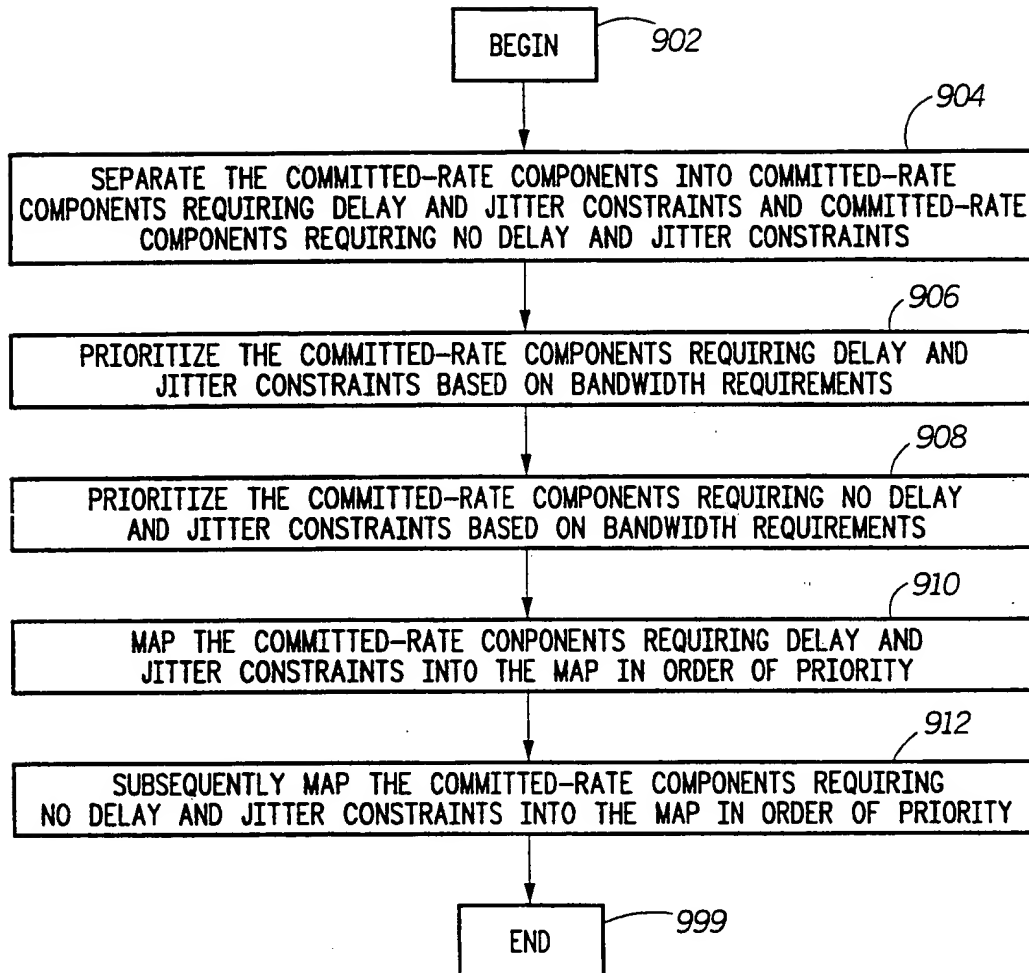 BEGIN
902
904
SEPARATE THE COMMITTED-RATE COMPONENTS INTO COMMITTED-RATE
COMPONENTS REQUIRING DELAY AND JITTER CONSTRAINTS AND COMMITTED-RATE
COMPONENTS REQUIRING NO DELAY AND JITTER CONSTRAINTS
906
PRIORITIZE THE COMMITTED-RATE COMPONENTS REQUIRING DELAY AND
JITTER CONSTRAINTS BASED ON BANDWIDTH REQUIREMENTS
908
PRIORITIZE THE COMMITTED-RATE COMPONENTS REQUIRING NO DELAY
AND JITTER CONSTRAINTS BASED ON BANDWIDTH REQUIREMENTS
910
MAP THE COMMITTED-RATE CONPONENTS REQUIRING DELAY AND
JITTER CONSTRAINTS INTO THE MAP IN ORDER OF PRIORITY
912
SUBSEQUENTLY MAP THE COMMITTED-RATE COMPONENTS REQUIRING
NO DELAY AND JITTER CONSTRAINTS INTO THE MAP IN ORDER OF PRIORITY
END
999